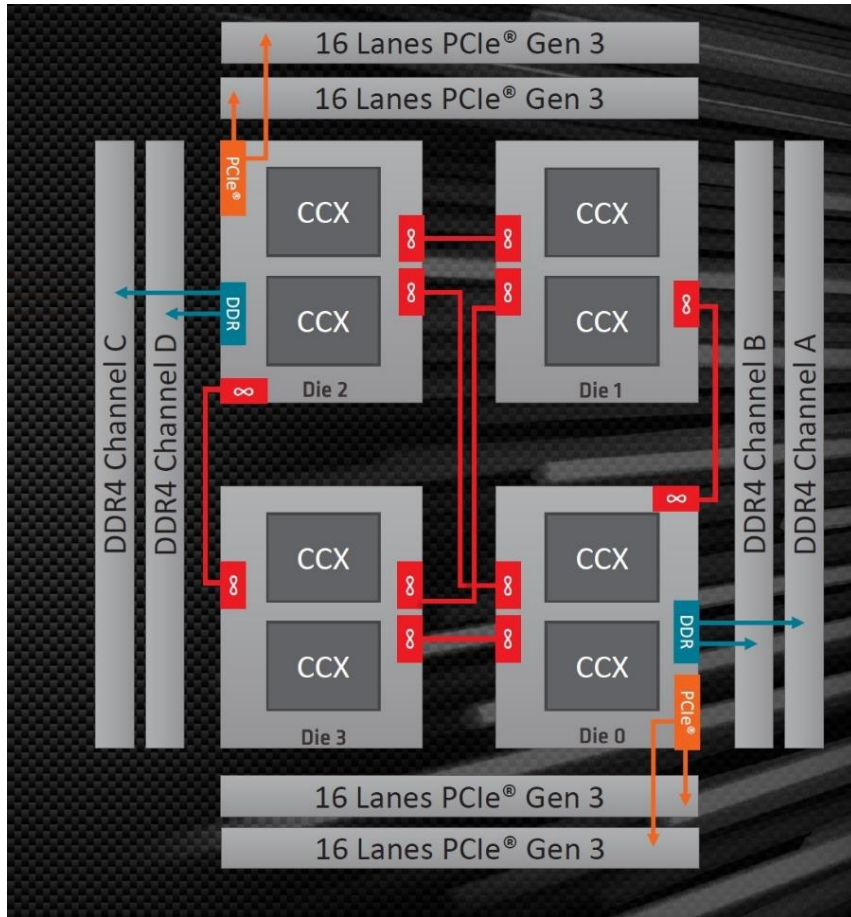 16 Lanes PCIe® Gen 3
16 Lanes PCIe® Gen 3
DDR4 Channel C
DDR4 Channel D
PCIe®
CCX
DDR
CCX
∞
∞
∞
Die 2
CCX
∞
∞
CCX
∞
Die 1
DDR4 Channel B
DDR4 Channel A
CCX
∞
∞
CCX
∞
Die 3
∞
CCX
∞
DDR
∞
CCX
PCIe®
Die 0
16 Lanes PCIe® Gen 3
16 Lanes PCIe® Gen 3